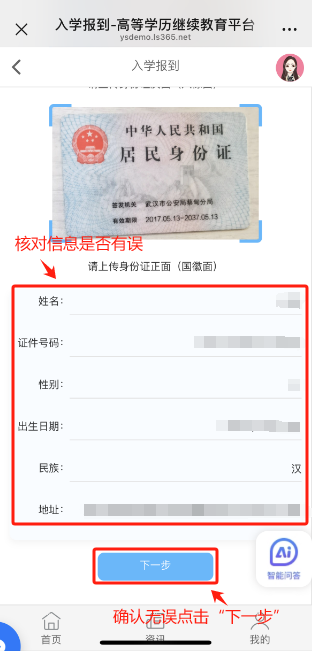 入学报到-高等学历继续教育平台
ysdemo.ls365.net
入学报到
中华人民共和国
居民身份证
签发机关 武汉市公安局蔡甸分局
有效期限 2017.05.13-2037.05.13
核对信息是否有误
请上传身份证正面（国徽面）
姓名:
证件号码:
性别:
出生日期:
民族: 汉
地址:
Ai
智能问答
下一步
确认无误点击“下一步”
首页
资讯
我的